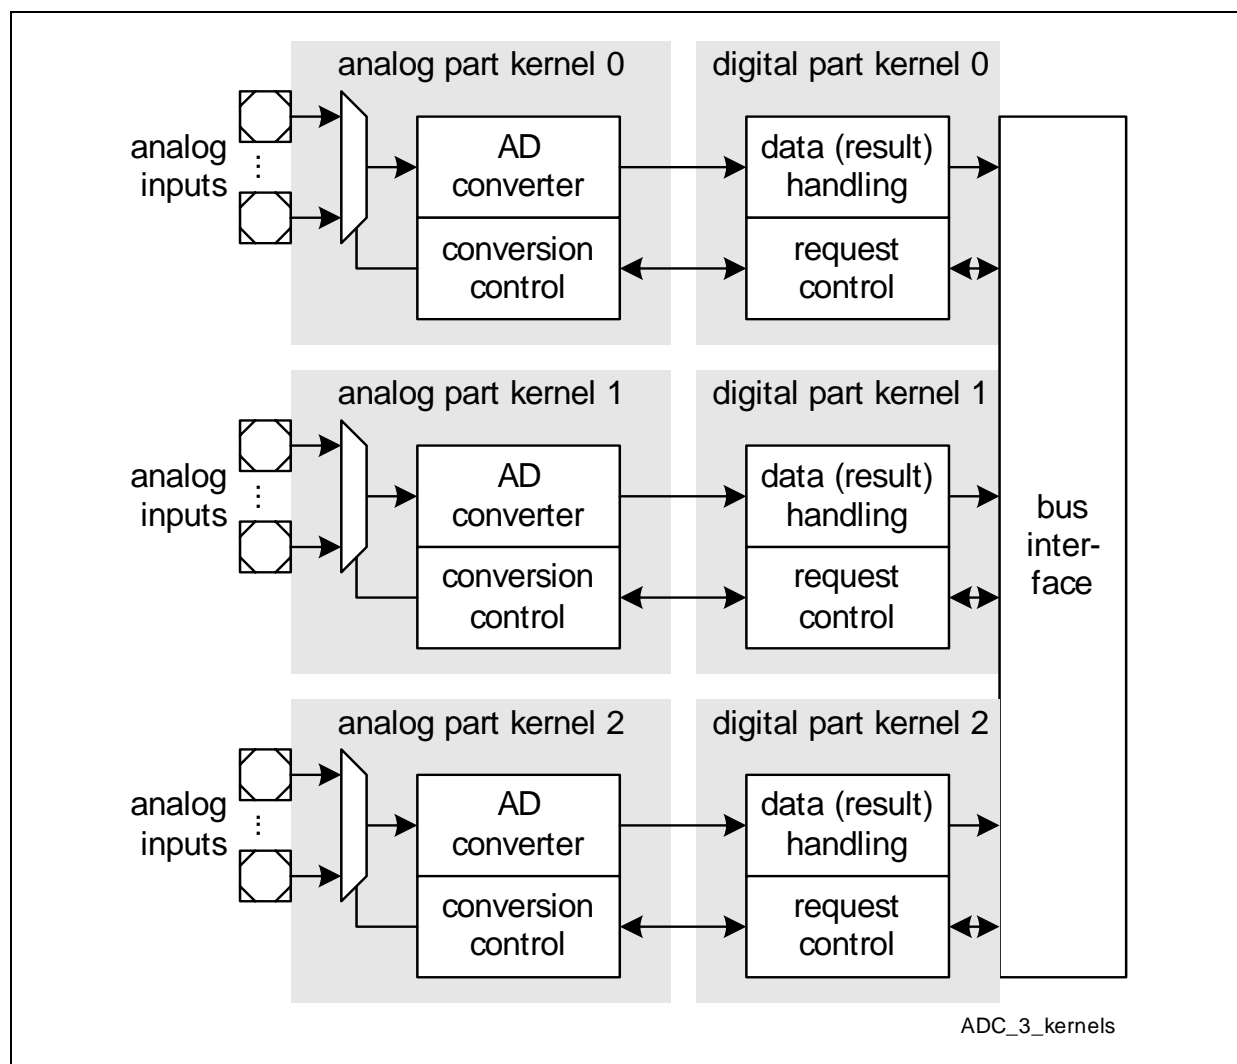 analog part kernel 0
digital part kernel 0
analog
inputs
AD
converter
data (result)
handling
conversion
control
request
control
analog part kernel 1
digital part kernel 1
analog
inputs
AD
converter
data (result)
handling
conversion
control
request
control
bus
inter-
face
analog part kernel 2
digital part kernel 2
analog
inputs
AD
converter
data (result)
handling
conversion
control
request
control
ADC_3_kernels